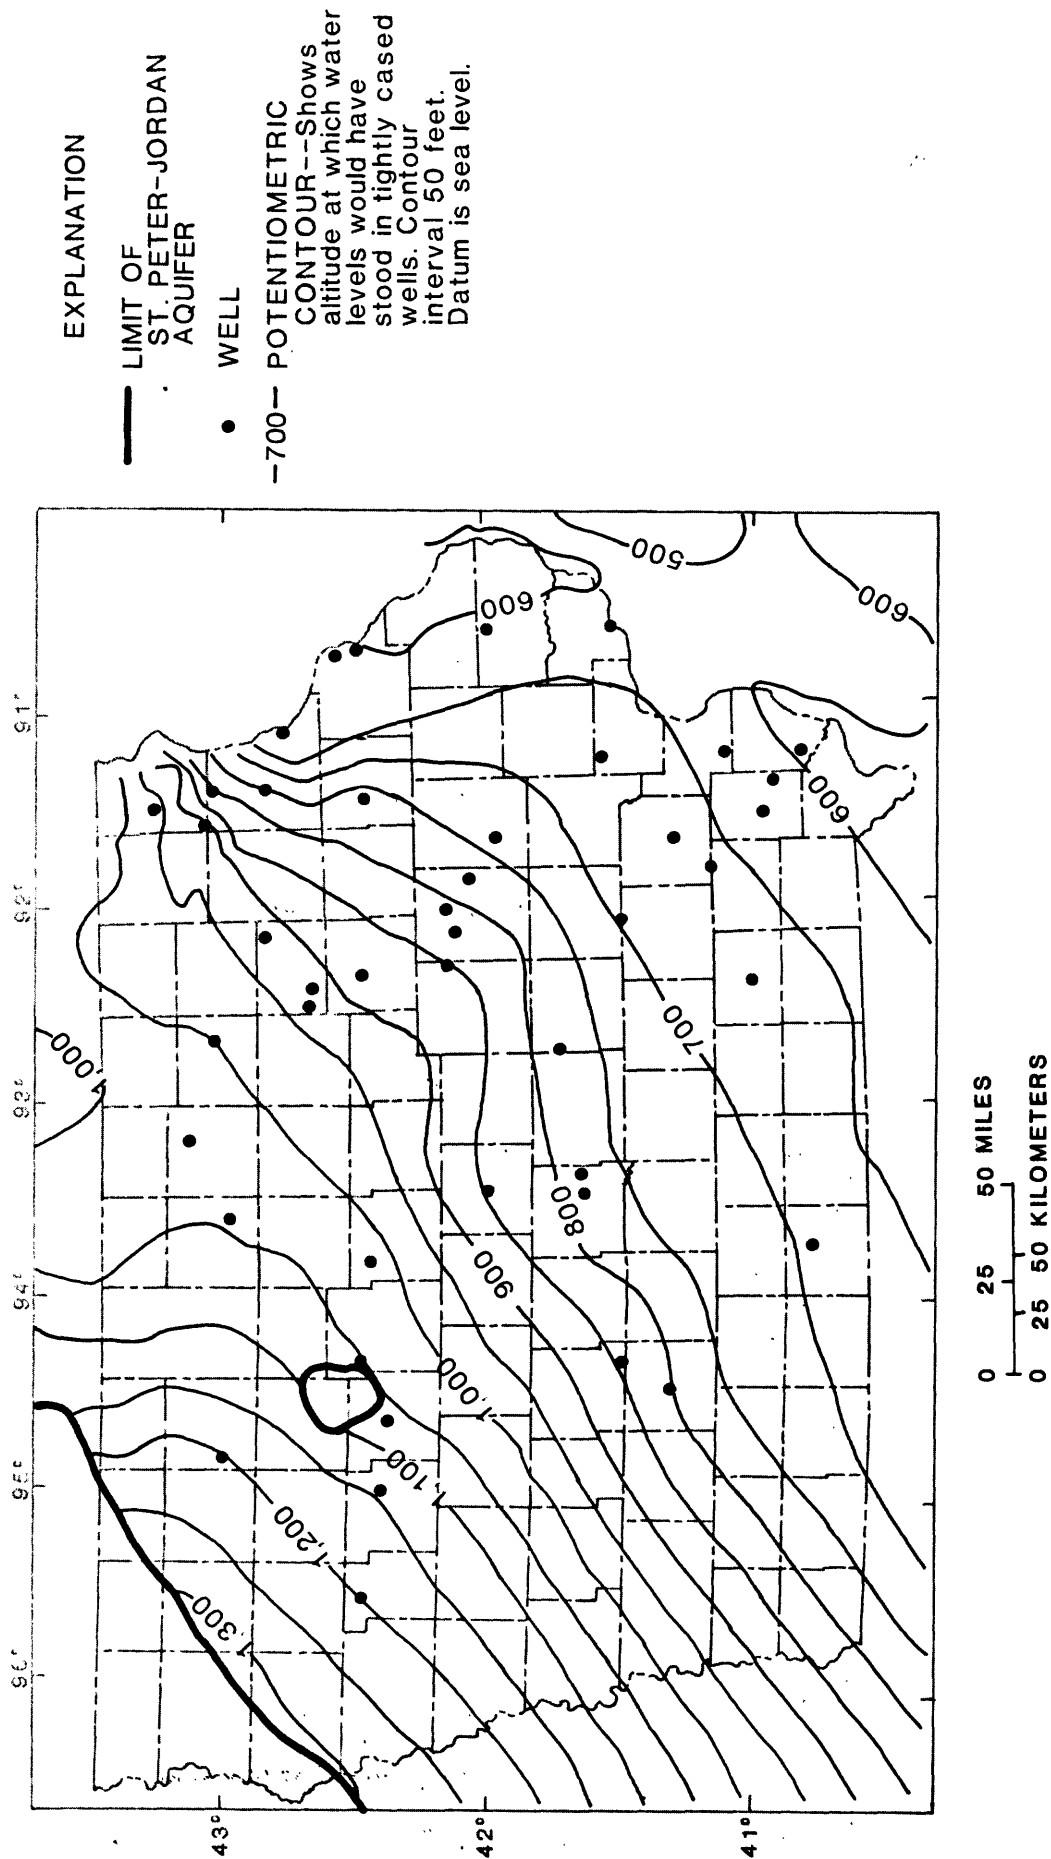 EXPLANATION
LIMIT OF
ST. PETER-JORDAN
AQUIFER
WELL
-700- POTENTIOMETRIC
CONTOUR--Shows
altitude at which water
levels would have
stood in tightly cased
wells. Contour
interval 50 feet.
Datum is sea level.
96° 95° 94° 93° 92° 91°
43°
42°
41°
1,300
1,200
1,100
1,000
900
800
700
1,000
600
500
600
600
0 25 50 MILES
0 25 50 KILOMETERS